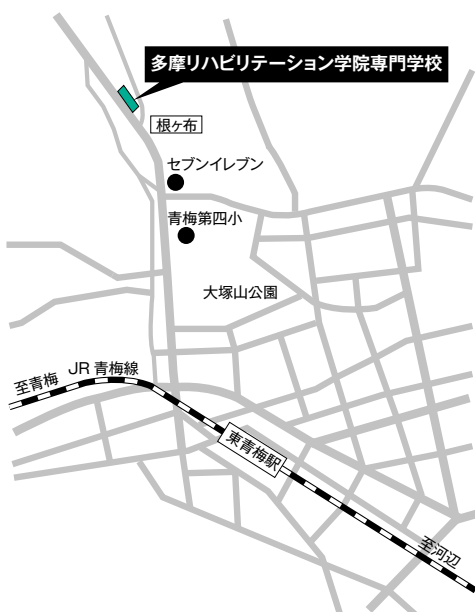 多摩リハビリテーション学院専門学校
根ヶ布
セブンイレブン
青梅第四小
大塚山公園
JR 青梅線
至青梅
東青梅駅
至河辺